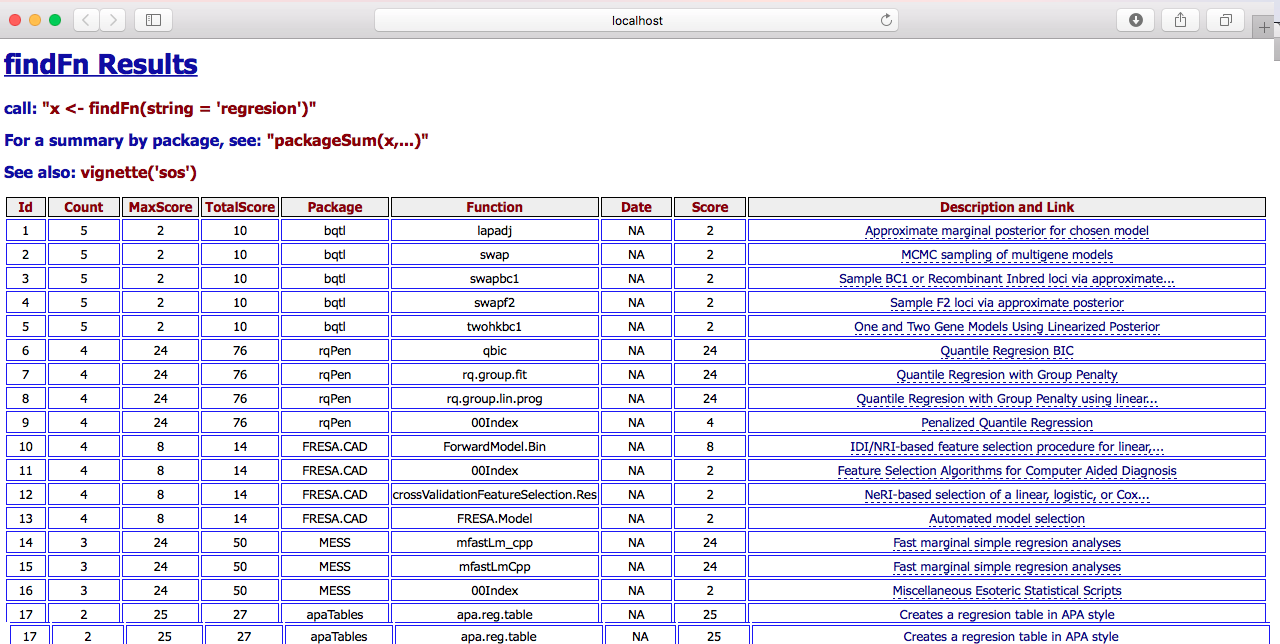 localhost
findFn Results
call: "x <- findFn(string = 'regresion')"
For a summary by package, see: "packageSum(x,...)"
See also: vignette('sos')
Id Count MaxScore TotalScore Package Function Date Score Description and Link
1 5 2 10 bqtl lapadj NA 2 Approximate marginal posterior for chosen model
2 5 2 10 bqtl swap NA 2 MCMC sampling of multigene models
3 5 2 10 bqtl swapbc1 NA 2 Sample BC1 or Recombinant Inbred loci via approximate...
4 5 2 10 bqtl swapf2 NA 2 Sample F2 loci via approximate posterior
5 5 2 10 bqtl twohkbc1 NA 2 One and Two Gene Models Using Linearized Posterior
6 4 24 76 rqPen qbic NA 24 Quantile Regresion BIC
7 4 24 76 rqPen rq.group.fit NA 24 Quantile Regresion with Group Penalty
8 4 24 76 rqPen rq.group.lin.prog NA 24 Quantile Regresion with Group Penalty using linear...
9 4 24 76 rqPen 00Index NA 4 Penalized Quantile Regression
10 4 8 14 FRESA.CAD ForwardModel.Bin NA 8 IDI/NRI-based feature selection procedure for linear,...
11 4 8 14 FRESA.CAD 00Index NA 2 Feature Selection Algorithms for Computer Aided Diagnosis
12 4 8 14 FRESA.CAD crossValidationFeatureSelection.Res NA 2 NeRI-based selection of a linear, logistic, or Cox...
13 4 8 14 FRESA.CAD FRESA.Model NA 2 Automated model selection
14 3 24 50 MESS mfastLm_cpp NA 24 Fast marginal simple regresion analyses
15 3 24 50 MESS mfastLmCpp NA 24 Fast marginal simple regresion analyses
16 3 24 50 MESS 00Index NA 2 Miscellaneous Esoteric Statistical Scripts
17 2 25 27 apaTables apa.reg.table NA 25 Creates a regresion table in APA style
17 2 25 27 apaTables apa.reg.table NA 25 Creates a regresion table in APA style